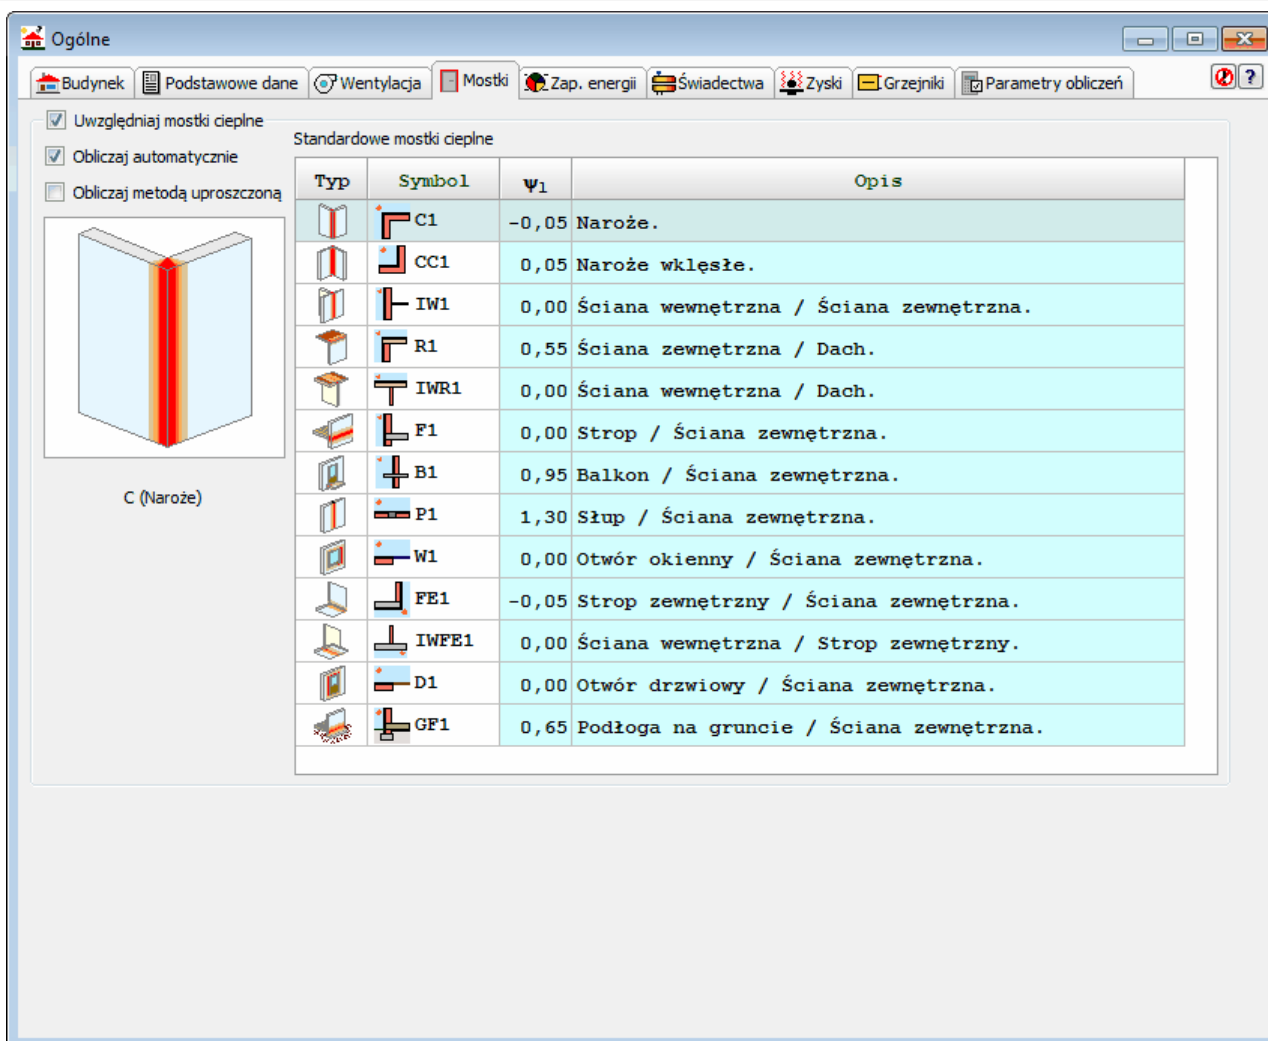 Ogólne
Budynek Podstawowe dane Wentylacja Mostki Zap. energii Świadectwa Zyski Grzejniki Parametry obliczeń ?
Uwzględniaj mostki cieplne
Obliczaj automatycznie
Obliczaj metodą uproszczoną
C (Naroże)
Standardowe mostki cieplne
Typ Symbol Ψ1 Opis
C1 -0,05 Naroże.
CC1 0,05 Naroże wklęsłe.
IW1 0,00 Ściana wewnętrzna / Ściana zewnętrzna.
R1 0,55 Ściana zewnętrzna / Dach.
IWR1 0,00 Ściana wewnętrzna / Dach.
F1 0,00 Strop / Ściana zewnętrzna.
B1 0,95 Balkon / Ściana zewnętrzna.
P1 1,30 Słup / Ściana zewnętrzna.
W1 0,00 Otwór okienny / Ściana zewnętrzna.
FE1 -0,05 Strop zewnętrzny / Ściana zewnętrzna.
IWFE1 0,00 Ściana wewnętrzna / Strop zewnętrzny.
D1 0,00 Otwór drzwiowy / Ściana zewnętrzna.
GF1 0,65 Podłoga na gruncie / Ściana zewnętrzna.